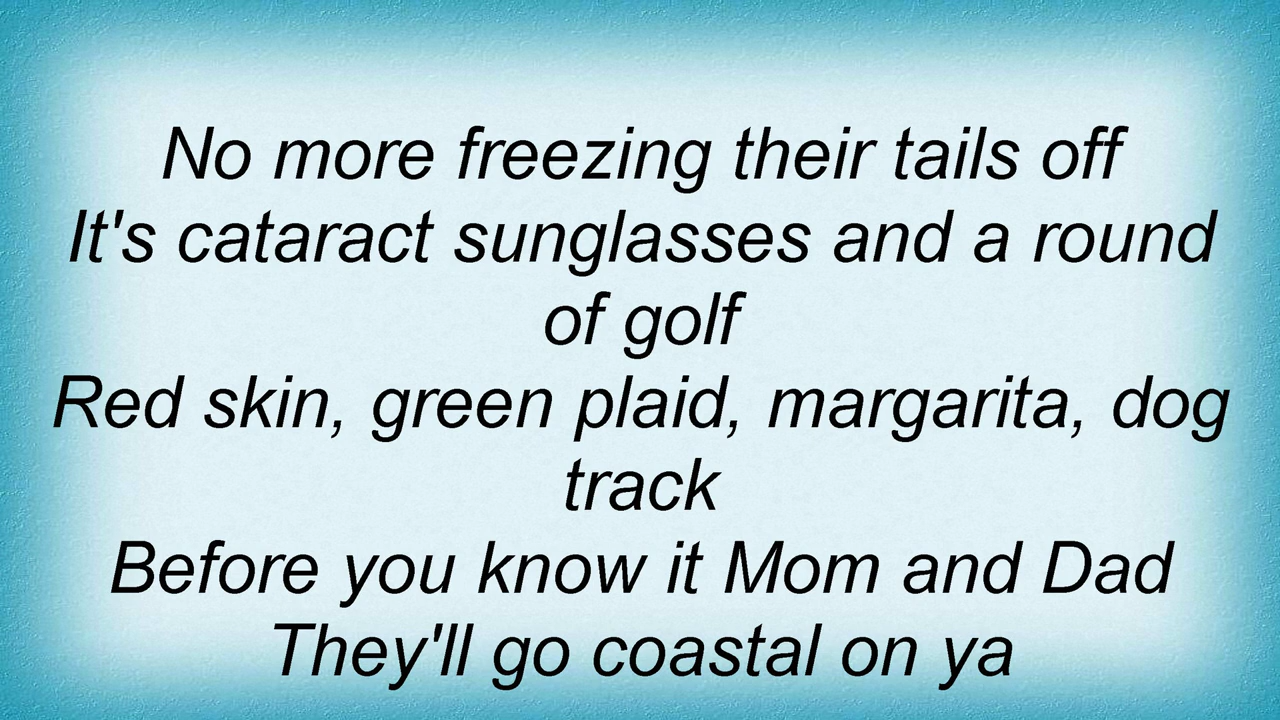 No more freezing their tails off
It's cataract sunglasses and a round
of golf
Red skin, green plaid, margarita, dog
track
Before you know it Mom and Dad
They'll go coastal on ya